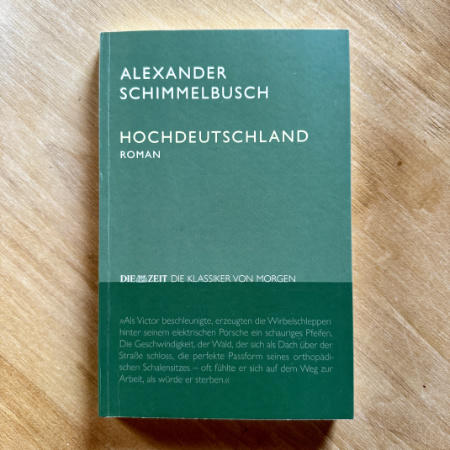 ALEXANDER
SCHIMMELBUSCH
HOCHDEUTSCHLAND
ROMAN
DIE ZEIT DIE KLASSIKER VON MORGEN
»Als Victor beschleunigte, erzeugten die Wirbelschleppen
hinter seinem elektrischen Porsche ein schauriges Pfeifen.
Die Geschwindigkeit, der Wald, der sich als Dach über der
Straße schloss, die perfekte Passform seines orthopädi-
schen Schalensitzes – oft fühlte er sich auf dem Weg zur
Arbeit, als würde er sterben.«